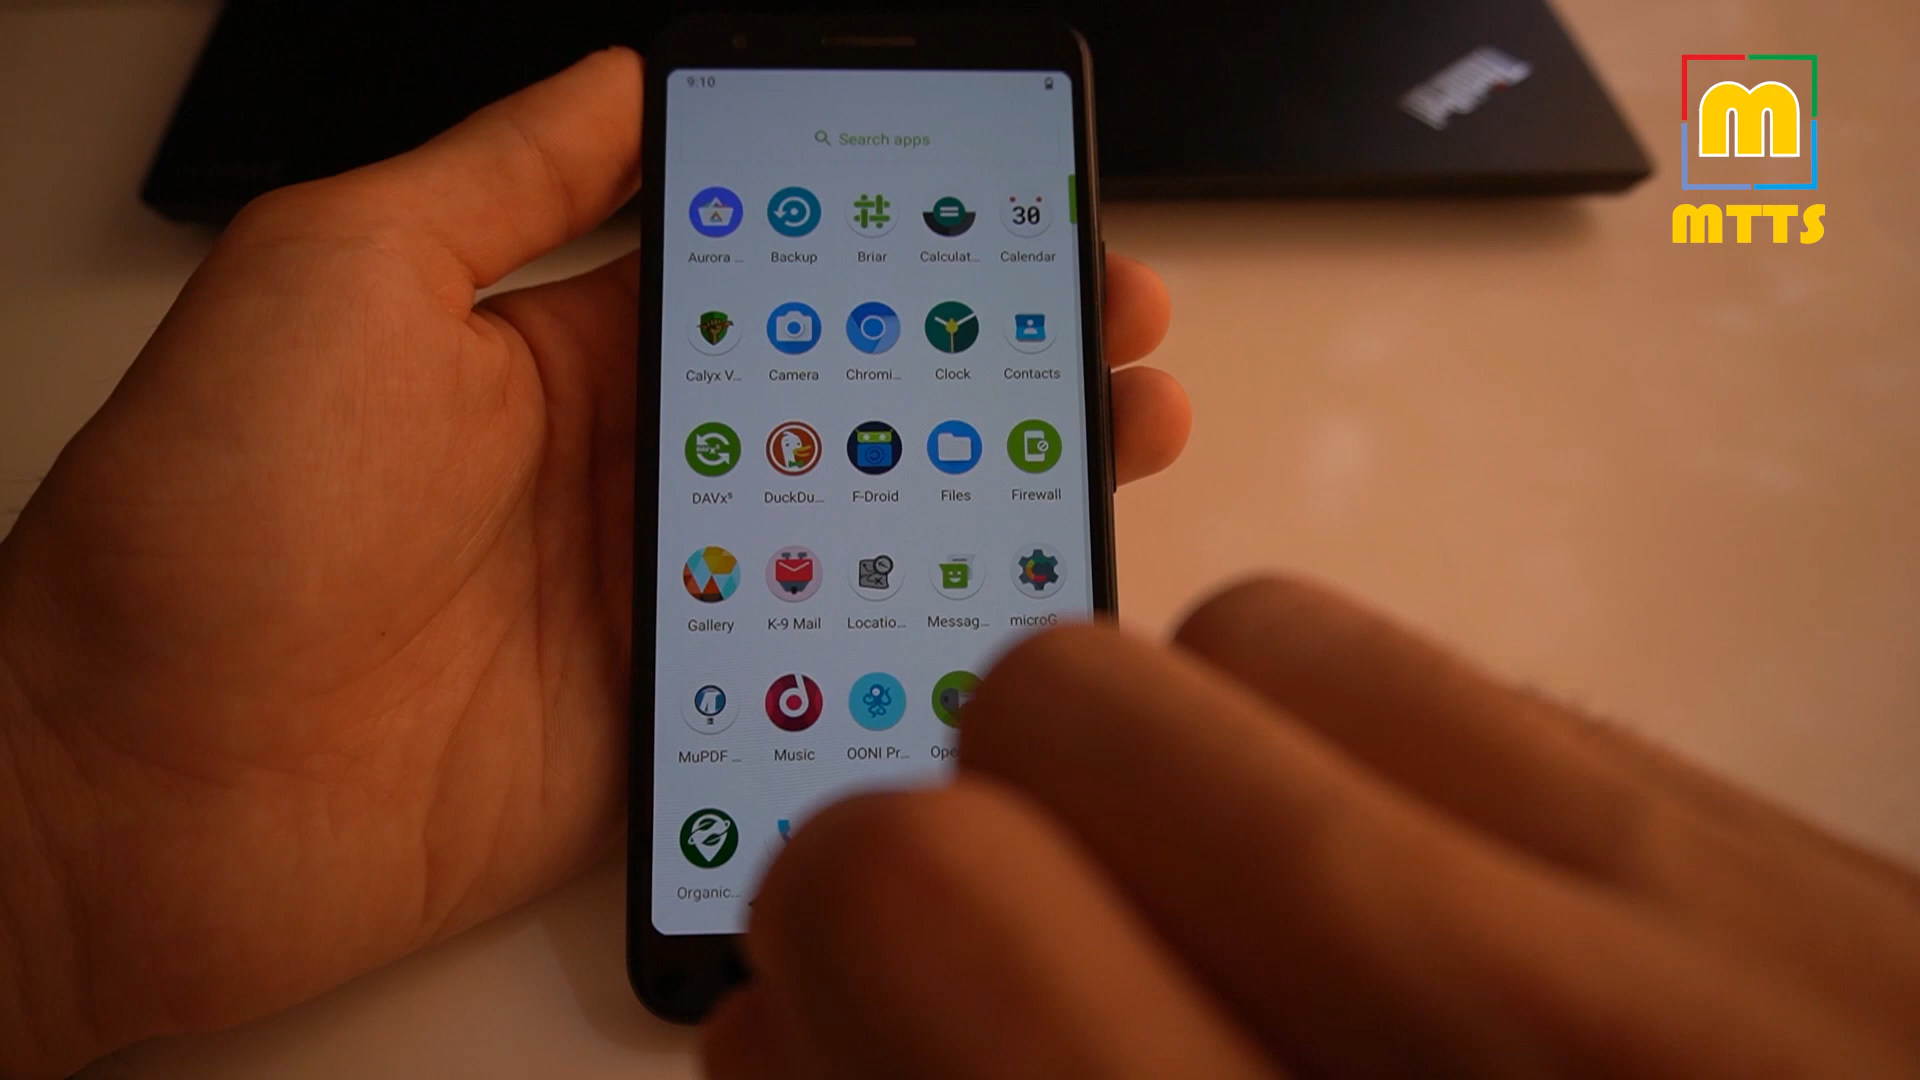 9:10
Search apps
Aurora ... Backup Briar Calculat... Calendar
30
Calyx V... Camera Chromi... Clock Contacts
DAVx⁵ DuckDu... F-Droid Files Firewall
Gallery K-9 Mail Locatio... Messag... microG
MuPDF ... Music OONI Pr... Ope
Organic...
M
MTTS